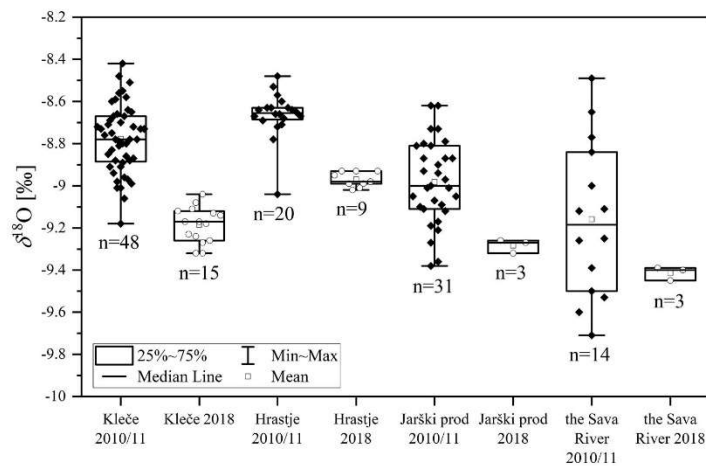 -8.2
-8.4
-8.6
-8.8
-9
-9.2
-9.4
-9.6
-9.8
-10
δ¹⁸O [‰]
n=48
n=15
n=20
n=9
n=31
n=3
n=14
n=3
25%~75%
Min~Max
Median Line
Mean
Kleče
2010/11
Kleče 2018
Hrastje
2010/11
Hrastje
2018
Jarški prod
2010/11
Jarški prod
2018
the Sava
River
2010/11
the Sava
River 2018